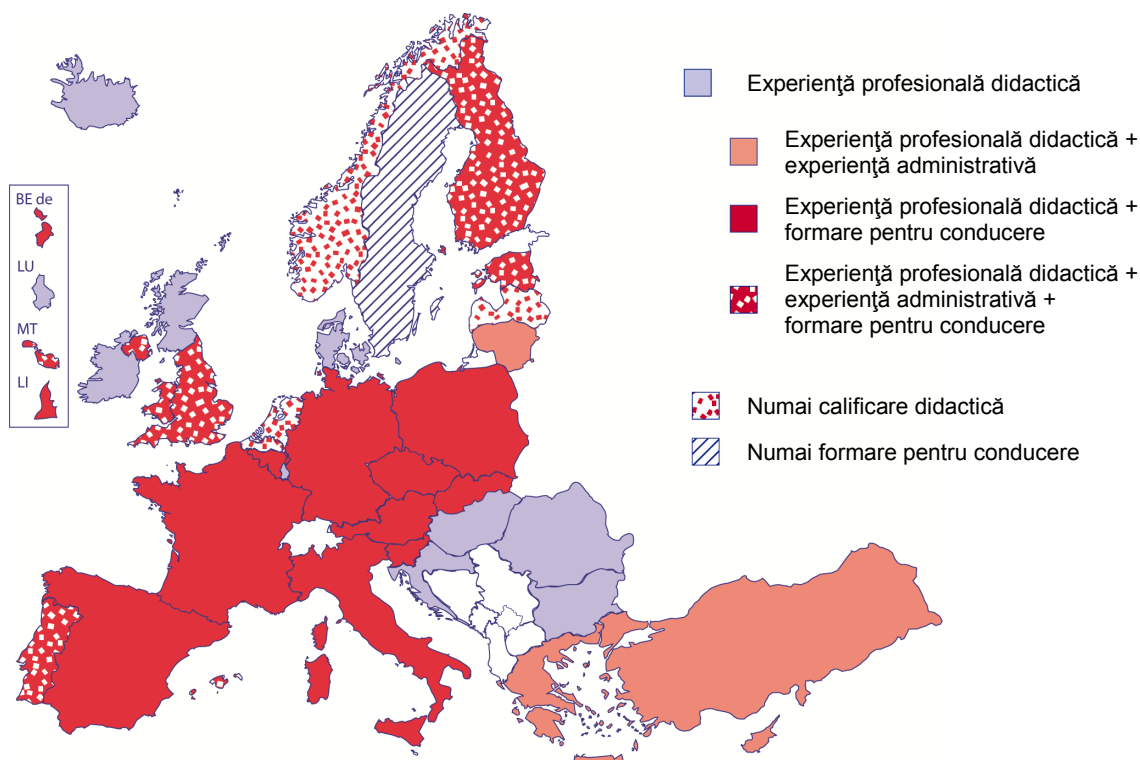 BE de
LU
MT
LI
Experienţă profesională didactică
Experienţă profesională didactică +
experienţă administrativă
Experienţă profesională didactică +
formare pentru conducere
Experienţă profesională didactică +
experienţă administrativă +
formare pentru conducere
Numai calificare didactică
Numai formare pentru conducere